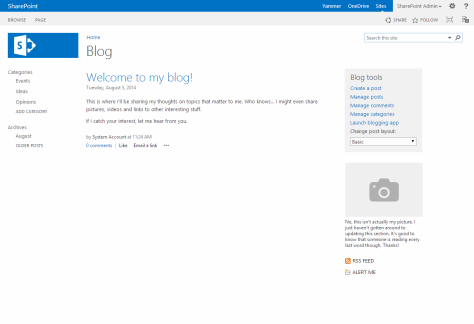 SharePoint
Yammer OneDrive Sites SharePoint Admin ?
BROWSE PAGE
SHARE FOLLOW
S
Home
Blog
Search this site
Categories
Events
Ideas
Opinions
ADD CATEGORY
Archives
August
OLDER POSTS
Welcome to my blog!
Tuesday, August 5, 2014
This is where I'll be sharing my thoughts on topics that matter to me. Who knows... I might even share
pictures, videos and links to other interesting stuff.
If I catch your interest, let me hear from you.
by System Account at 11:24 AM
0 comments Like Email a link •••
Blog tools
Create a post
Manage posts
Manage comments
Manage categories
Launch blogging app
Change post layout:
Basic
No, this isn't actually my picture. I
just haven't gotten around to
updating this section. It's good to
know that someone is reading every
last word though. Thanks!
RSS FEED
ALERT ME